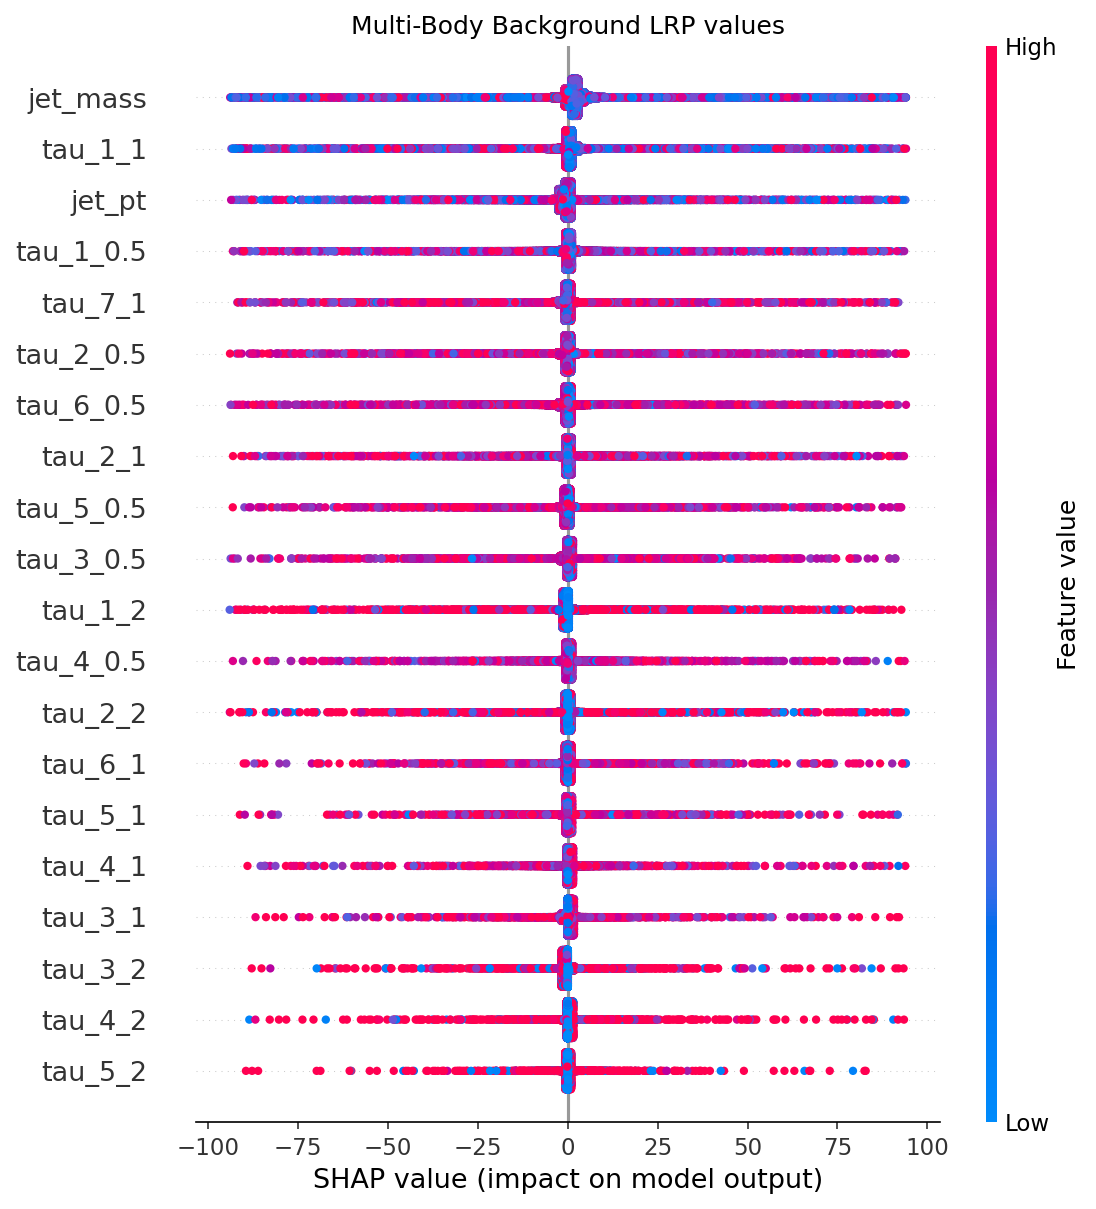 Multi-Body Background LRP values
High
jet_mass
tau_1_1
jet_pt
tau_1_0.5
tau_7_1
tau_2_0.5
tau_6_0.5
tau_2_1
tau_5_0.5
tau_3_0.5
tau_1_2
tau_4_0.5
tau_2_2
tau_6_1
tau_5_1
tau_4_1
tau_3_1
tau_3_2
tau_4_2
tau_5_2
Feature value
Low
−100 −75 −50 −25 0 25 50 75 100
SHAP value (impact on model output)